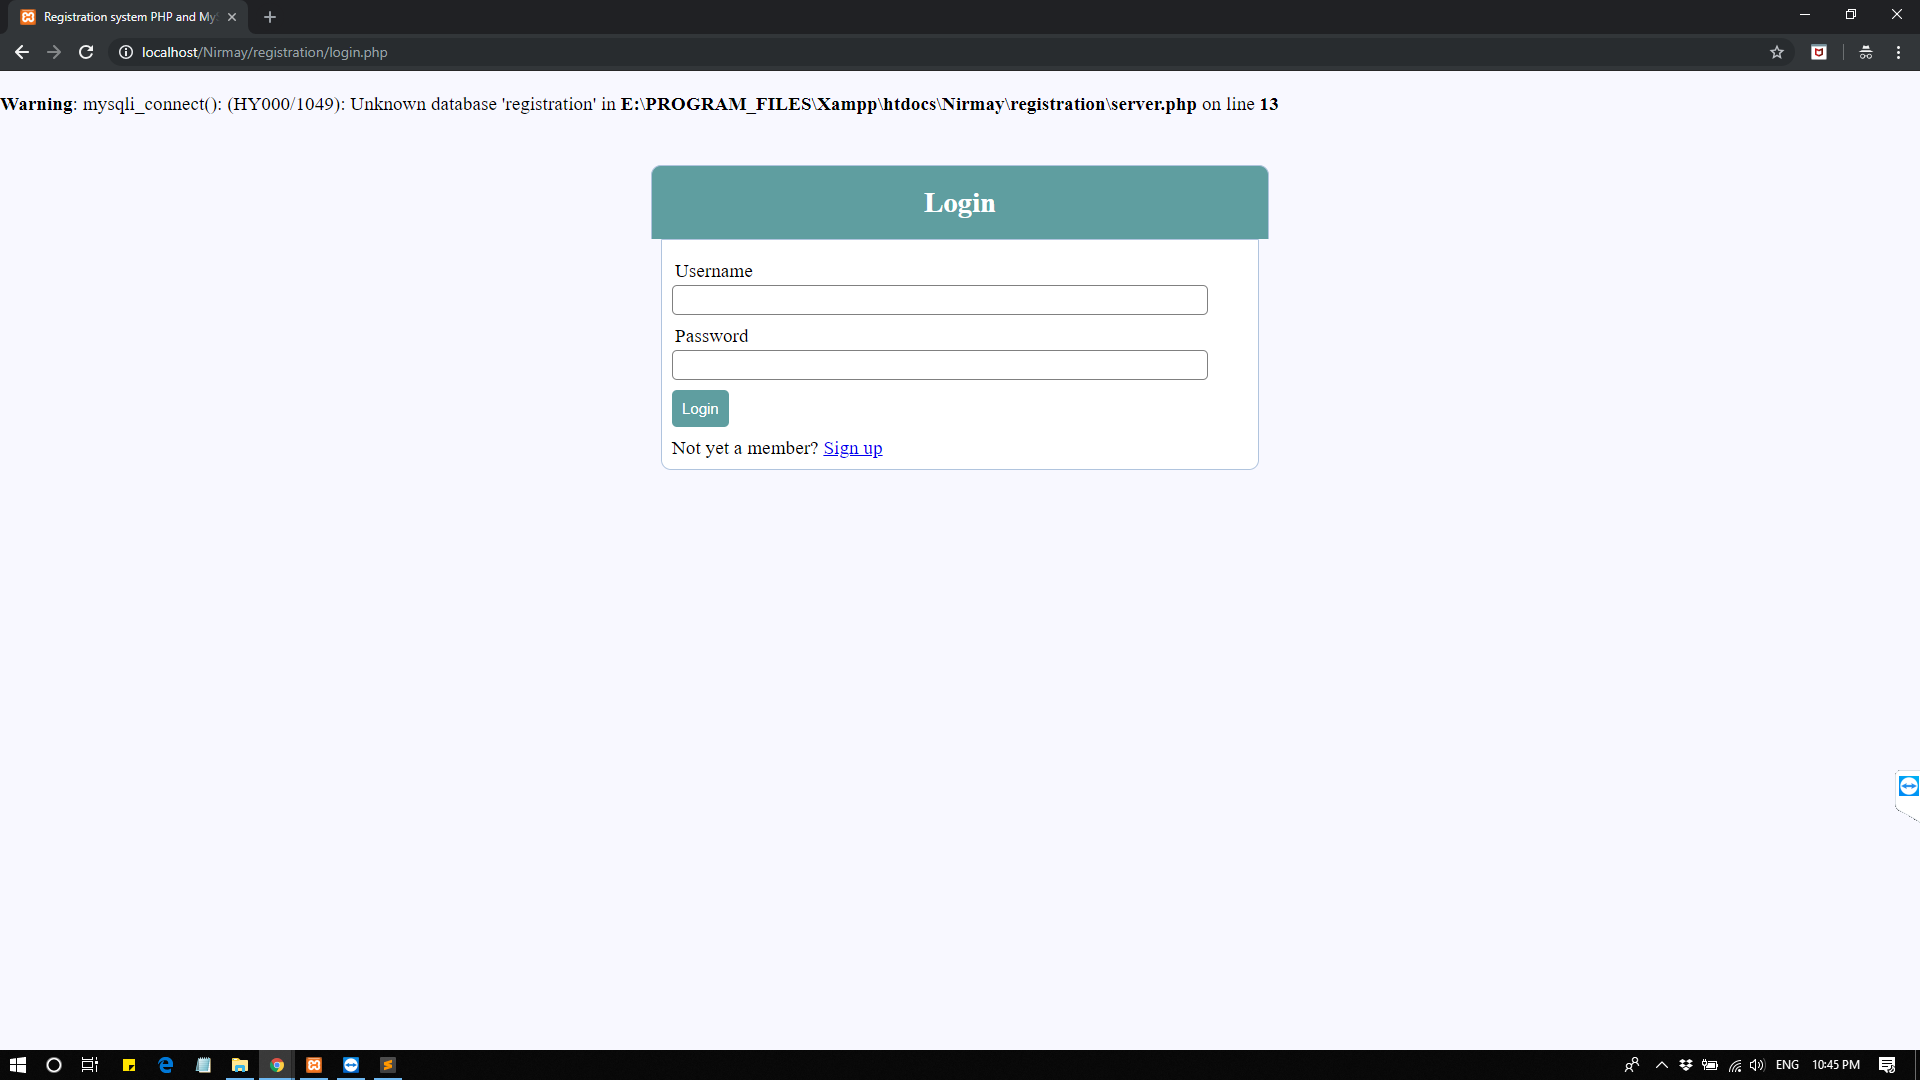 Registration system PHP and My
localhost/Nirmay/registration/login.php
Warning: mysqli_connect(): (HY000/1049): Unknown database 'registration' in E:\PROGRAM_FILES\Xampp\htdocs\Nirmay\registration\server.php on line 13
Login
Username
Password
Login
Not yet a member? Sign up
ENG 10:45 PM